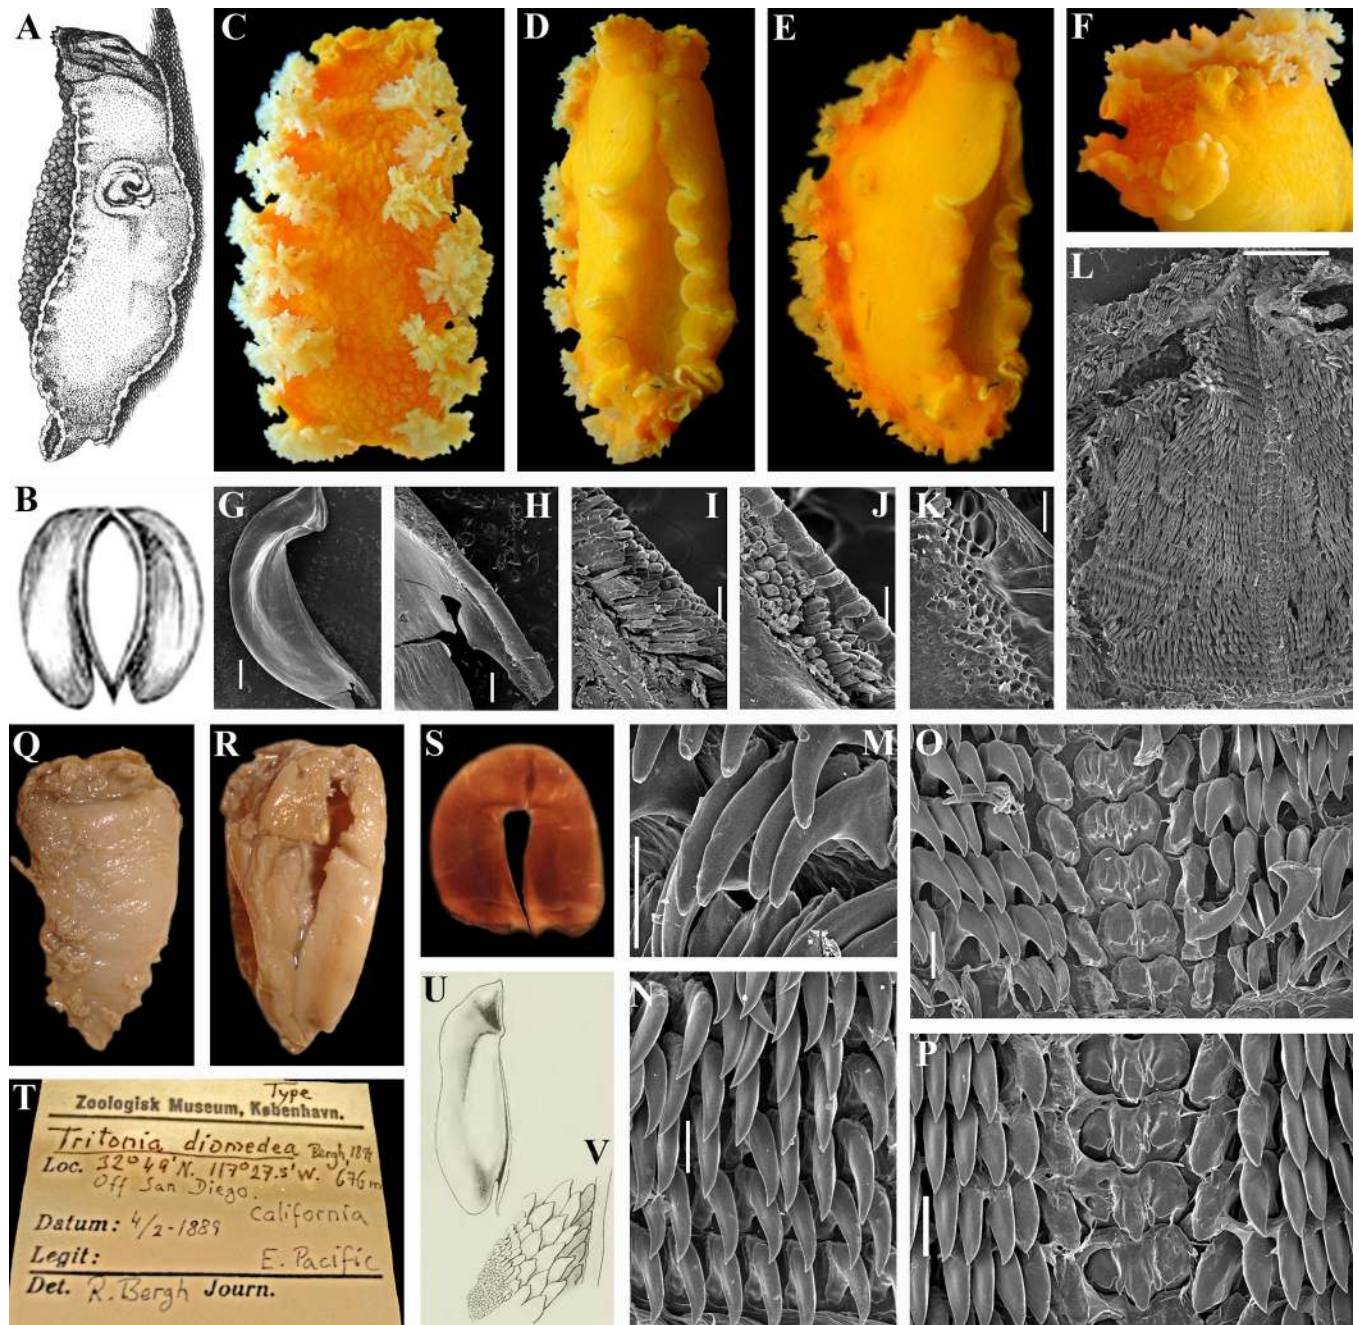 A
C
D
E
F
L
B
G
H
I
J
K
Q
R
S
M
O
U
V
N
P
T
Type
Zoologisk Museum, København.
Tritonia diomedea Bergh, 1894
Loc. 32° 49' N. 117° 27.3' W. 676 m
Off San Diego.
California
Datum: 4/2-1889
Legit: E. Pacific
Det. R. Bergh Journ.